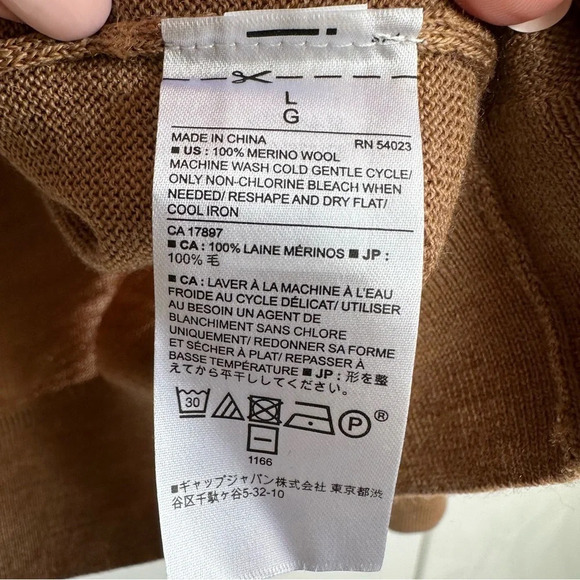 L
G
MADE IN CHINA RN 54023
■ US : 100% MERINO WOOL
MACHINE WASH COLD GENTLE CYCLE/
ONLY NON-CHLORINE BLEACH WHEN
NEEDED/ RESHAPE AND DRY FLAT/
COOL IRON
CA 17897
■ CA : 100% LAINE MÉRINOS ■ JP :
100% 毛
■ CA : LAVER À LA MACHINE À L'EAU
FROIDE AU CYCLE DÉLICAT/ UTILISER
AU BESOIN UN AGENT DE
BLANCHIMENT SANS CHLORE
UNIQUEMENT/ REDONNER SA FORME
ET SÉCHER À PLAT/ REPASSER À
BASSE TEMPÉRATURE ■ JP : 形を整
えてから平干ししてください。
30 P ®
1166
■ギャップジャパン株式会社 東京都渋
谷区千駄ヶ谷5-32-10